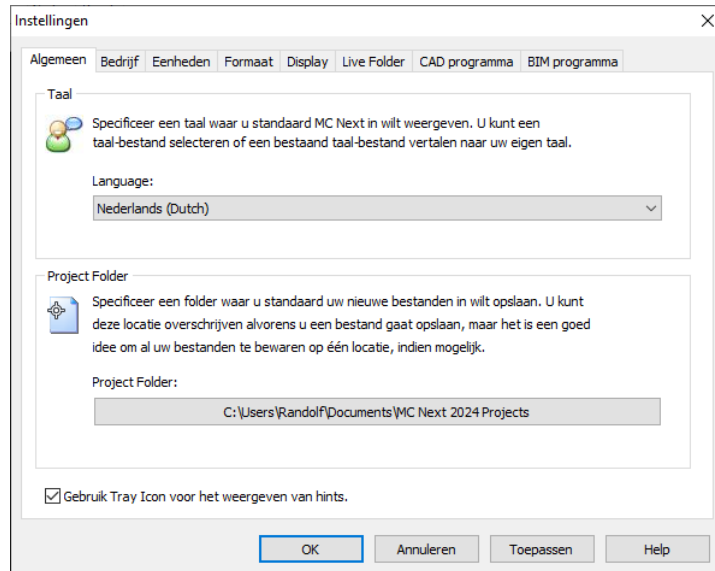 Instellingen
Algemeen Bedrijf Eenheden Formaat Display Live Folder CAD programma BIM programma
Taal
Specificeer een taal waar u standaard MC Next in wilt weergeven. U kunt een
taal-bestand selecteren of een bestaand taal-bestand vertalen naar uw eigen taal.
Language:
Nederlands (Dutch)
Project Folder
Specificeer een folder waar u standaard uw nieuwe bestanden in wilt opslaan. U kunt
deze locatie overschrijven alvorens u een bestand gaat opslaan, maar het is een goed
idee om al uw bestanden te bewaren op één locatie, indien mogelijk.
Project Folder:
C:\Users\Randolf\Documents\MC Next 2024 Projects
Gebruik Tray Icon voor het weergeven van hints.
OK Annuleren Toepassen Help